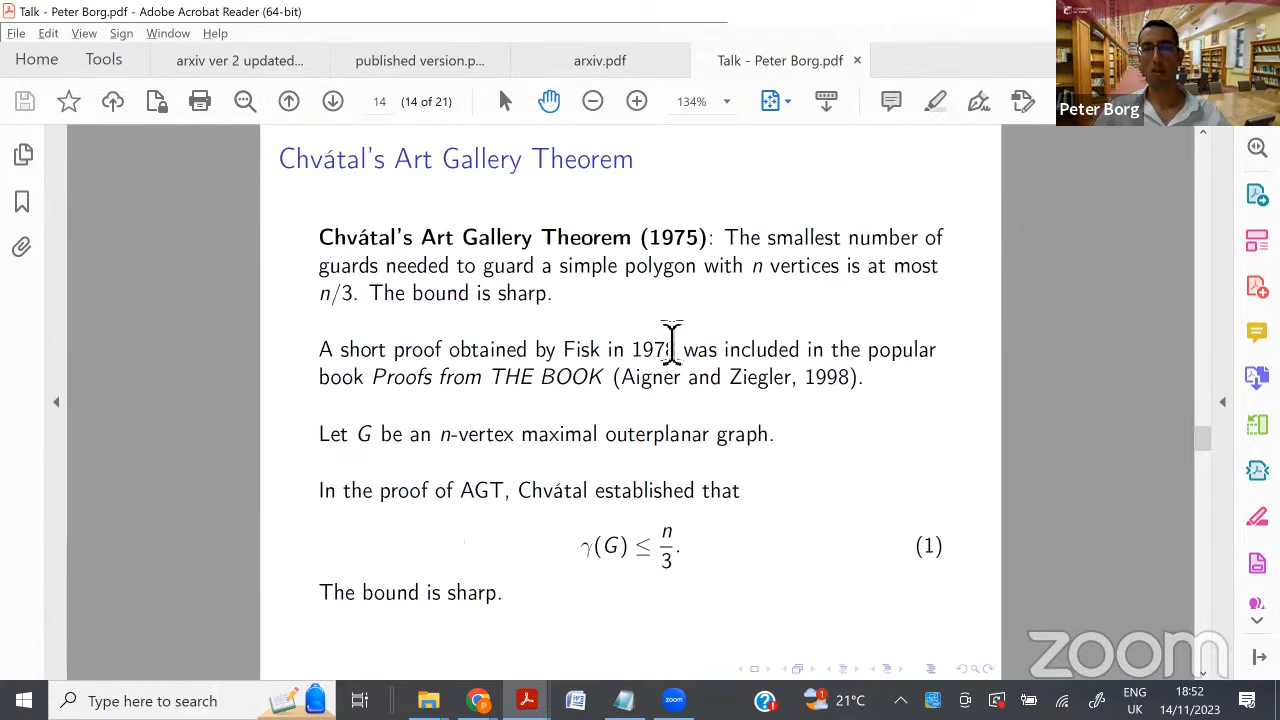 Talk - Peter Borg.pdf - Adobe Acrobat Reader (64-bit)
File Edit View Sign Window Help
Home Tools arxiv ver 2 updated... published version.p... arxiv.pdf Talk - Peter Borg.pdf ×
14 (14 of 21) 134%
Peter Borg
Chvátal's Art Gallery Theorem
Chvátal's Art Gallery Theorem (1975): The smallest number of
guards needed to guard a simple polygon with n vertices is at most
n/3. The bound is sharp.
A short proof obtained by Fisk in 1978 was included in the popular
book Proofs from THE BOOK (Aigner and Ziegler, 1998).
Let G be an n-vertex maximal outerplanar graph.
In the proof of AGT, Chvátal established that
γ(G) ≤ n/3. (1)
The bound is sharp.
zoom
Type here to search
zoom
21°C
ENG
UK
18:52
14/11/2023